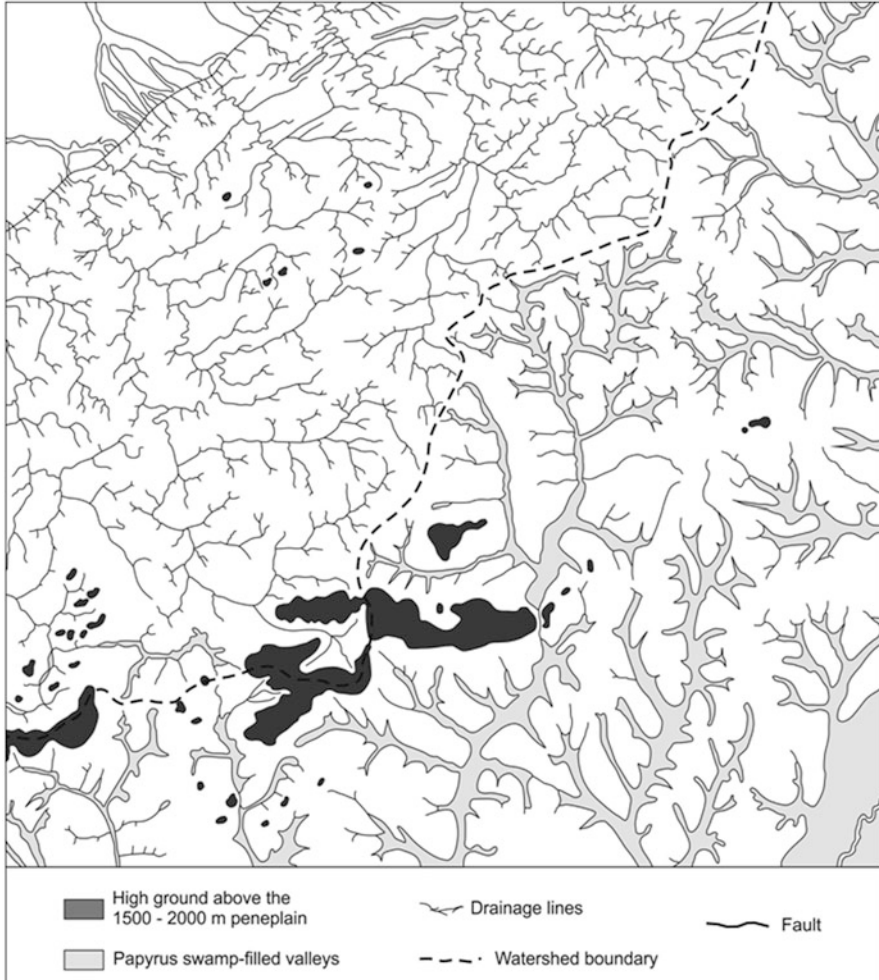 High ground above the
1500 - 2000 m peneplain
Drainage lines
Fault
Papyrus swamp-filled valleys
Watershed boundary